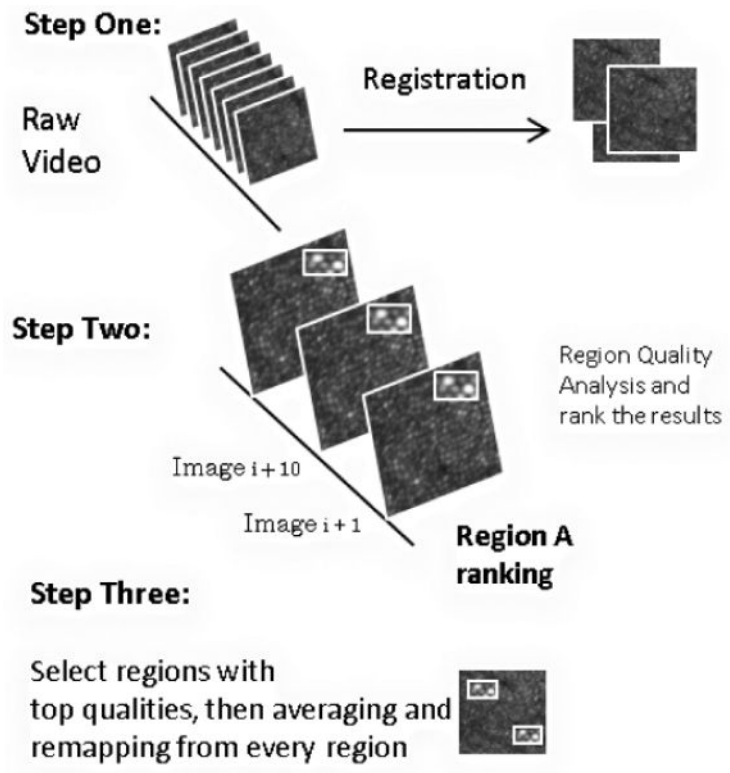 Step One:
Registration
Raw
Video
Step Two:
Region Quality
Analysis and
rank the results
Image i+10
Image i+1
Region A
ranking
Step Three:
Select regions with
top qualities, then averaging and
remapping from every region